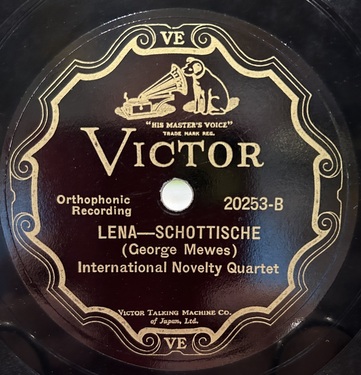 VE
"HIS MASTER'S VOICE"
TRADE MARK REG.
VICTOR
Orthophonic
Recording
20253-B
LENA—SCHOTTISCHE
(George Mewes)
International Novelty Quartet
VICTOR TALKING MACHINE CO.
of Japan, Ltd.
VE